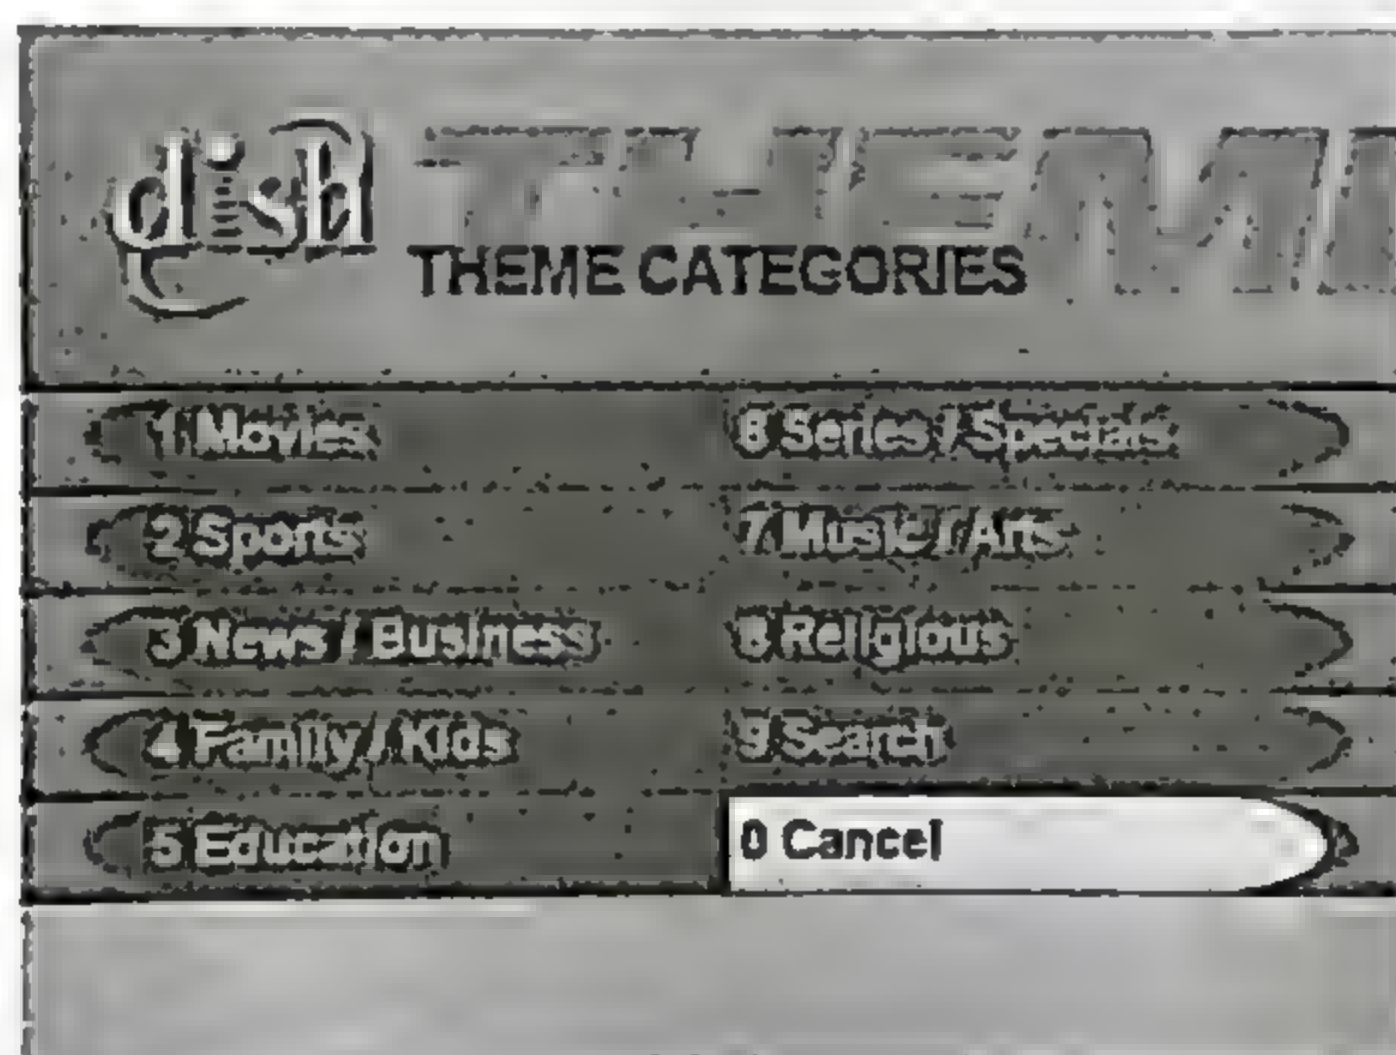 dish
THEME
THEME CATEGORIES
1 Movies
2 Sports
3 News / Business
4 Family / Kids
5 Education
6 Series / Specials
7 Music / Arts
8 Religious
9 Search
0 Cancel